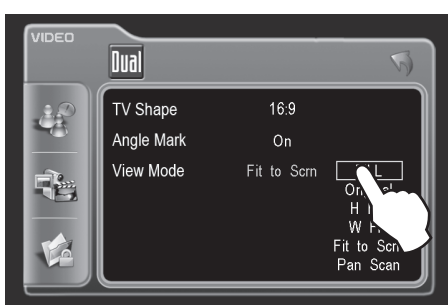 VIDEO
Dual
TV Shape 16:9
Angle Mark On
View Mode Fit to Scrn
H
W
Fit to Scrn
Pan Scan